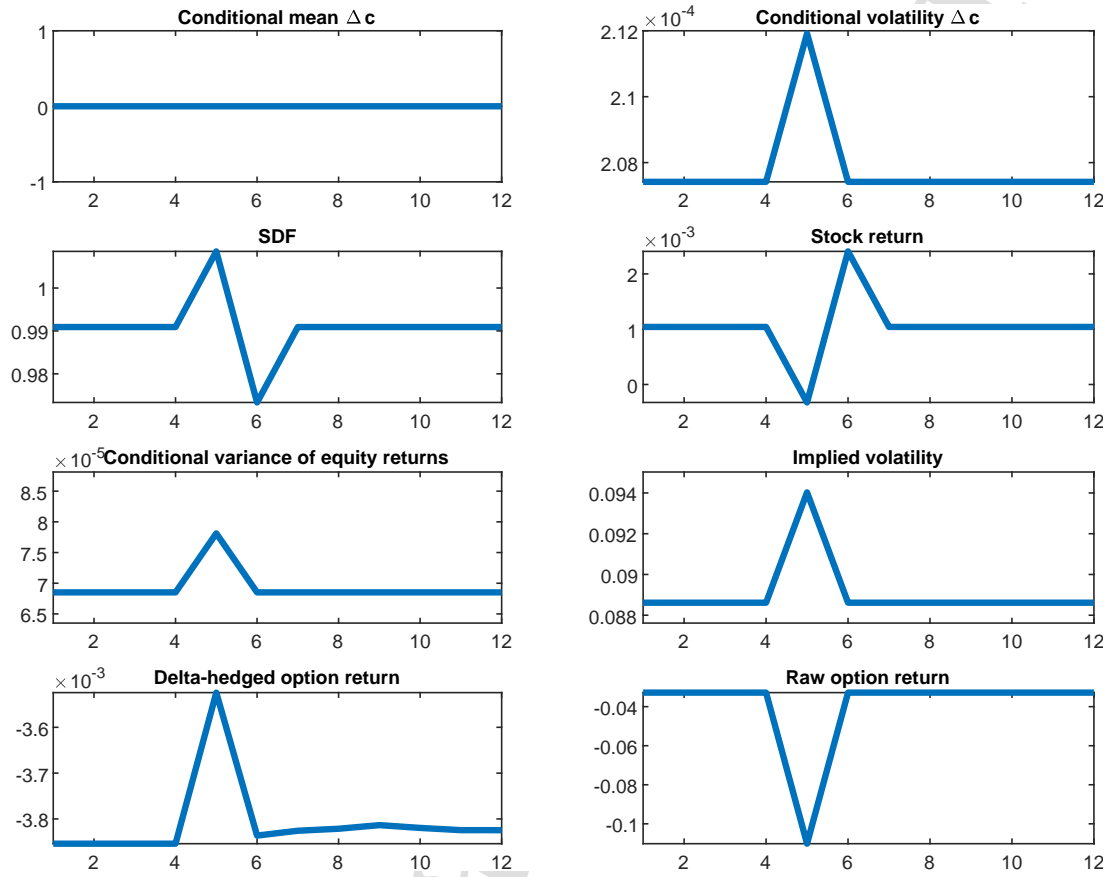 Conditional mean Δ c
1
0
-1
2 4 6 8 10 12
Conditional volatility Δ c
2.12 ×10-4
2.1
2.08
2 4 6 8 10 12
SDF
1
0.99
0.98
2 4 6 8 10 12
Stock return
×10-3
2
1
0
2 4 6 8 10 12
Conditional variance of equity returns
×10-5
8.5
8
7.5
7
6.5
2 4 6 8 10 12
Implied volatility
0.094
0.092
0.09
0.088
2 4 6 8 10 12
Delta-hedged option return
×10-3
-3.6
-3.7
-3.8
2 4 6 8 10 12
Raw option return
-0.04
-0.06
-0.08
-0.1
2 4 6 8 10 12